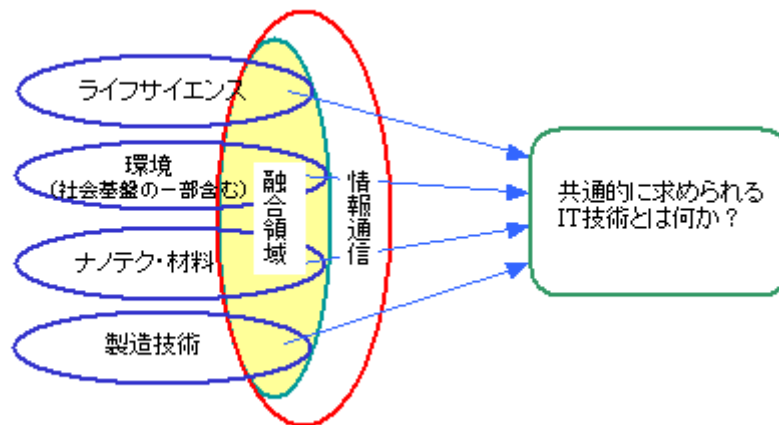 ライフサイエンス
環境
(社会基盤の一部含む)
ナノテク・材料
製造技術
融合領域
情報通信
共通的に求められる
IT技術とは何か？